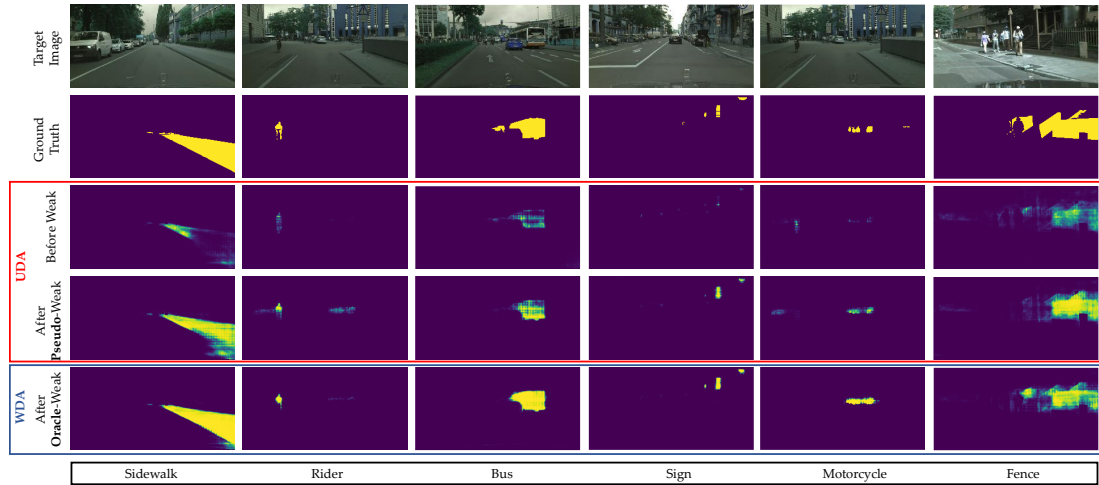 Target
Image
Ground
Truth
UDA
Before Weak
After
Pseudo-Weak
WDA
After
Oracle-Weak
Sidewalk
Rider
Bus
Sign
Motorcycle
Fence